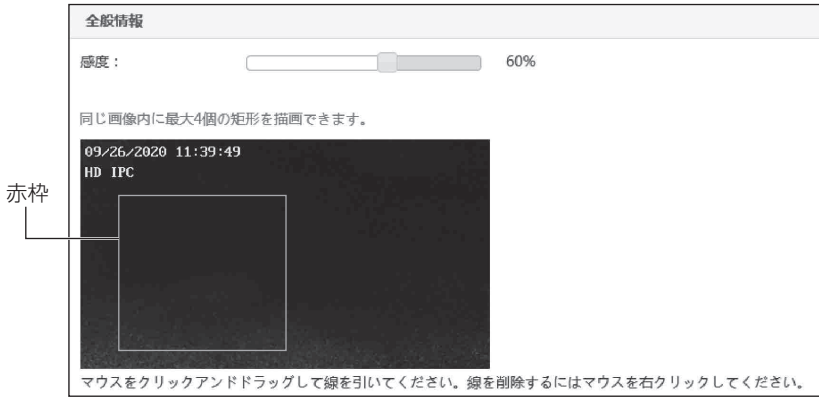 全般情報
感度：
60%
同じ画像内に最大4個の矩形を描画できます。
09/26/2020 11:39:49
HD IPC
赤枠
マウスをクリックアンドドラッグして線を引いてください。線を削除するにはマウスを右クリックしてください。